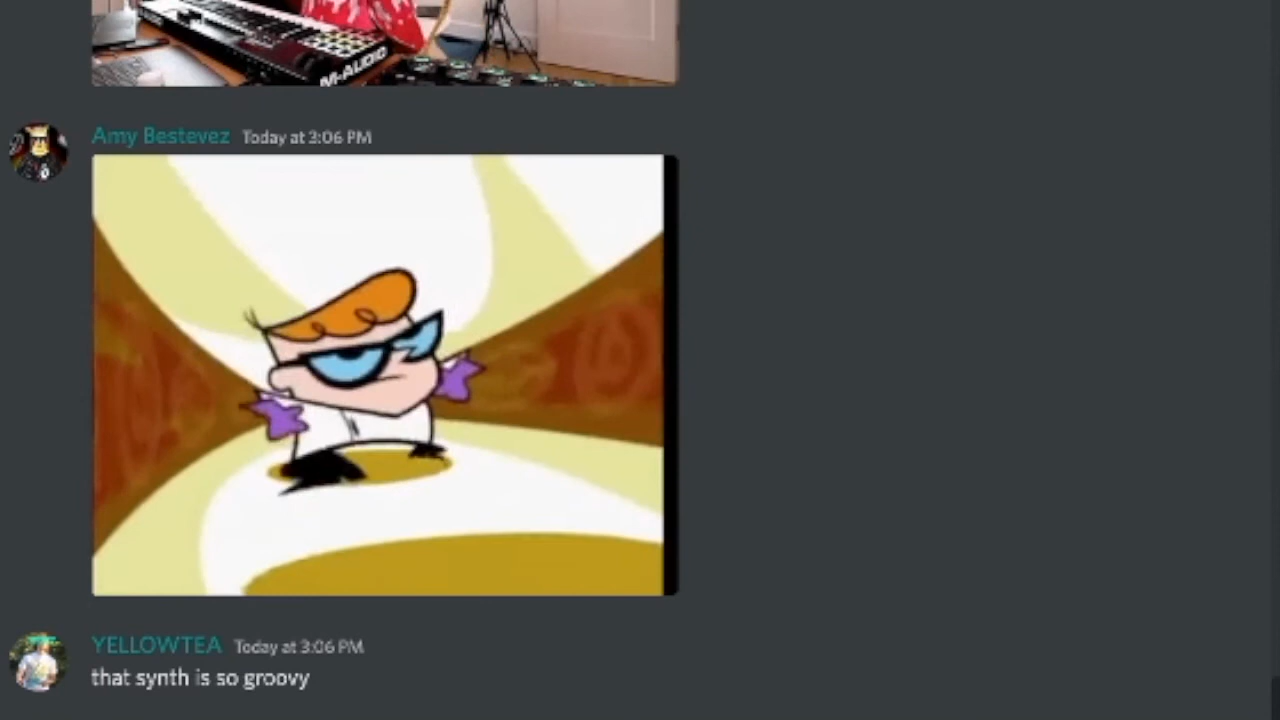 M-AUDIO
Amy Bestevez Today at 3:06 PM
YELLOWTEA Today at 3:06 PM
that synth is so groovy